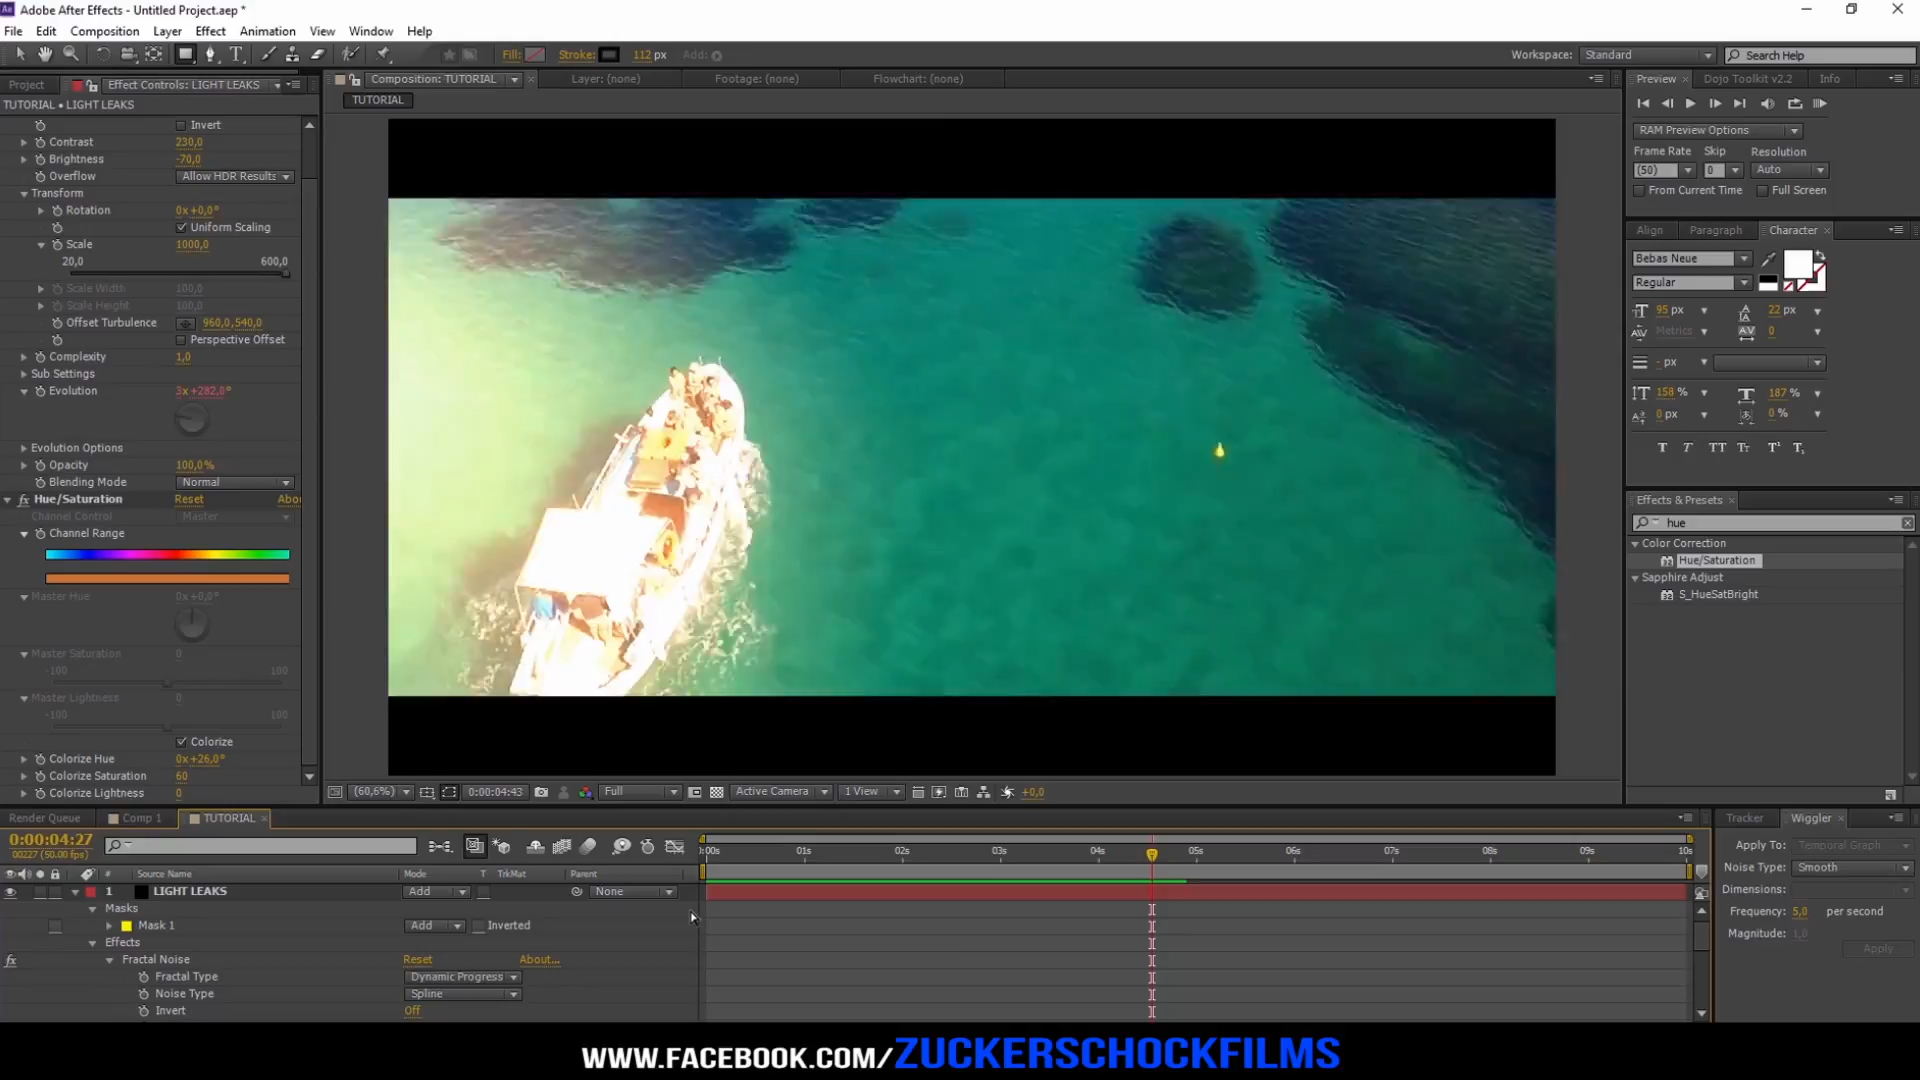 Adobe After Effects - Untitled Project.aep *
File Edit Composition Layer Effect Animation View Window Help
Fill: Stroke: 112 px Add: Workspace: Standard Search Help
Project Effect Controls: LIGHT LEAKS Composition: TUTORIAL Layer: (none) Footage: (none) Flowchart: (none) Preview Dojo Toolkit v2.2 Info
TUTORIAL • LIGHT LEAKS TUTORIAL
Invert
Contrast 230,0
Brightness -70,0
Overflow Allow HDR Results
Transform
Rotation 0x+0,0°
Uniform Scaling
Scale 1000,0
20,0 600,0
Scale Width 100,0
Scale Height 100,0
Offset Turbulence 960,0,540,0
Perspective Offset
Complexity 1,0
Sub Settings
Evolution 3x+282,0°
Evolution Options
Opacity 100,0%
Blending Mode Normal
Hue/Saturation Reset Abou
Channel Control Master
Channel Range
Master Hue 0x+0,0°
Master Saturation 0
-100 100
Master Lightness 0
-100 100
Colorize
Colorize Hue 0x+26,0°
Colorize Saturation 60
Colorize Lightness 0
(60,6%) 0:00:04:43 Full Active Camera 1 View +0,0
RAM Preview Options
Frame Rate Skip Resolution
(50) 0 Auto
From Current Time Full Screen
Align Paragraph Character
Bebas Neue
Regular
95 px 22 px
Metrics 0
- px
158 % 187 %
0 px 0 %
T T TT Tr T¹ T₁
Effects & Presets
hue
Color Correction
Hue/Saturation
Sapphire Adjust
S_HueSatBright
Render Queue Comp 1 TUTORIAL
0:00:04:27
00227 (50.00 fps)
0:00s 01s 02s 03s 04s 05s 06s 07s 08s 09s 10s
# Source Name Mode T TrkMat Parent
1 LIGHT LEAKS Add None
Masks
Mask 1 Add Inverted
Effects
Fractal Noise Reset About...
Fractal Type Dynamic Progress
Noise Type Spline
Invert Off
Tracker Wiggler
Apply To: Temporal Graph
Noise Type: Smooth
Dimensions:
Frequency: 5,0 per second
Magnitude: 1,0
Apply
WWW.FACEBOOK.COM/ZUCKERSCHOCKFILMS